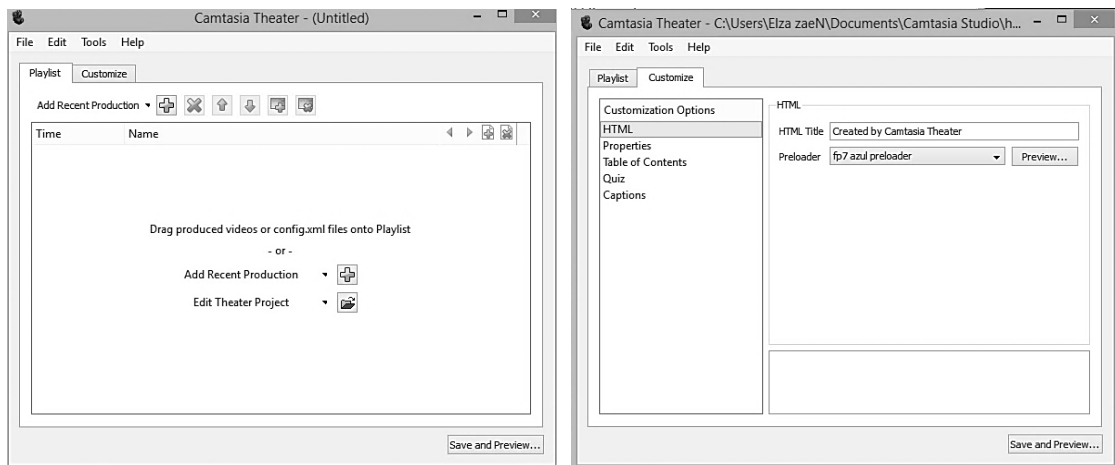 Camtasia Theater - (Untitled)
File Edit Tools Help
Playlist Customize
Add Recent Production
Time Name
Drag produced videos or config.xml files onto Playlist
- or -
Add Recent Production
Edit Theater Project
Save and Preview...
Camtasia Theater - C:\Users\Elza zaeN\Documents\Camtasia Studio\h...
File Edit Tools Help
Playlist Customize
Customization Options
HTML
Properties
Table of Contents
Quiz
Captions
HTML
HTML Title Created by Camtasia Theater
Preloader fp7 azul preloader Preview...
Save and Preview...